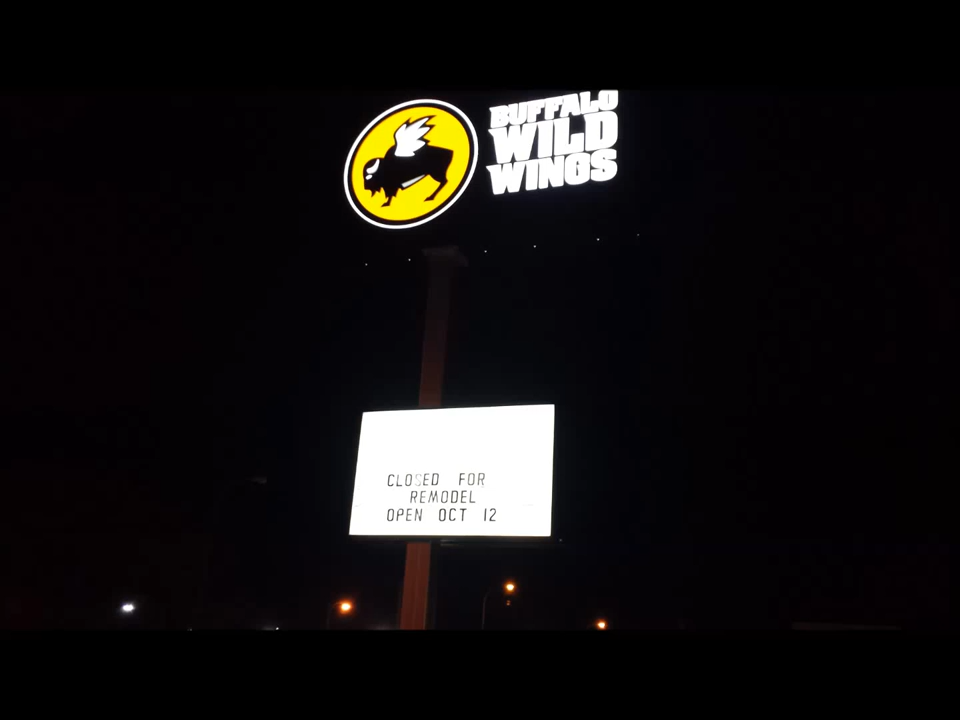 BUFFALO
WILD
WINGS
CLOSED FOR
REMODEL
OPEN OCT 12